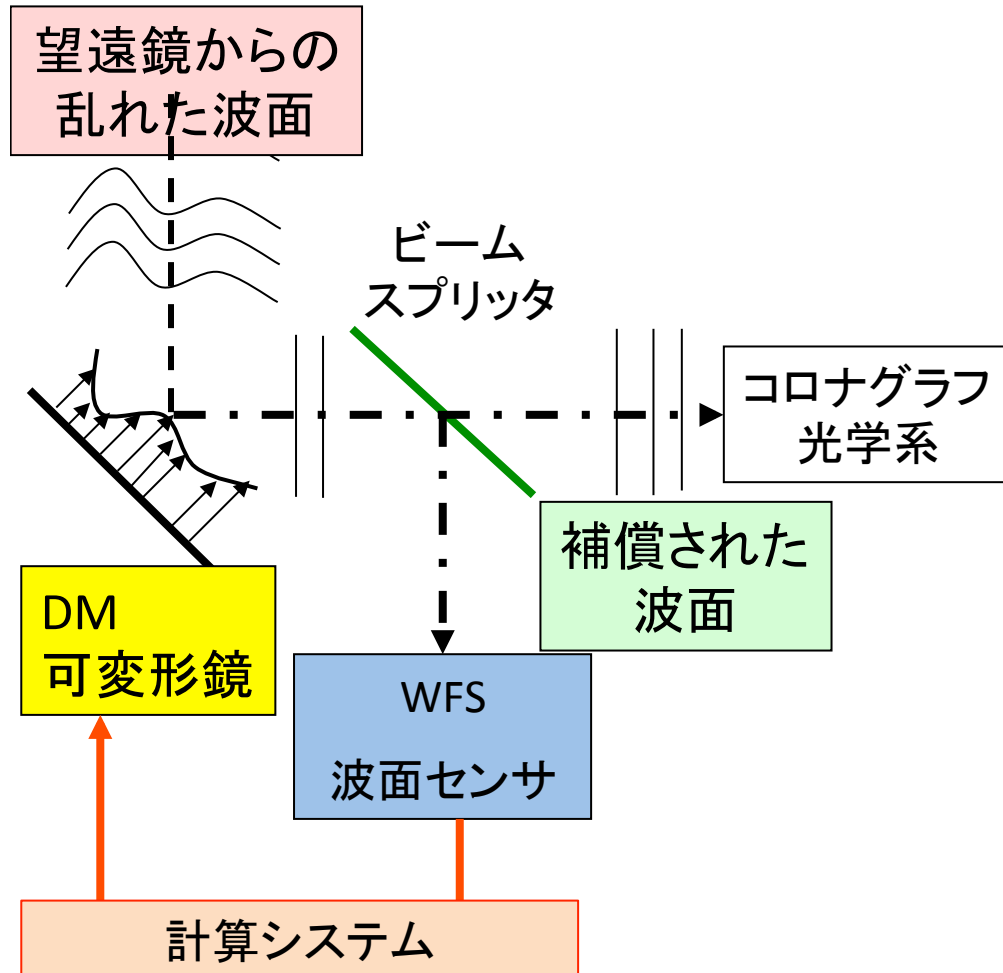 望遠鏡からの
乱れた波面
ビーム
スプリッタ
コロナグラフ
光学系
補償された
波面
DM
可変形鏡
WFS
波面センサ
計算システム